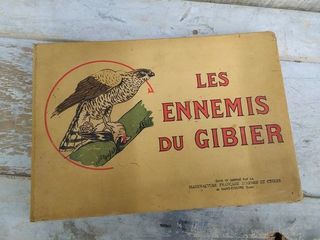 LES
ENNEMIS
DU GIBIER
MANUFACTURE FRANÇAISE D'ARMES ET CYCLES